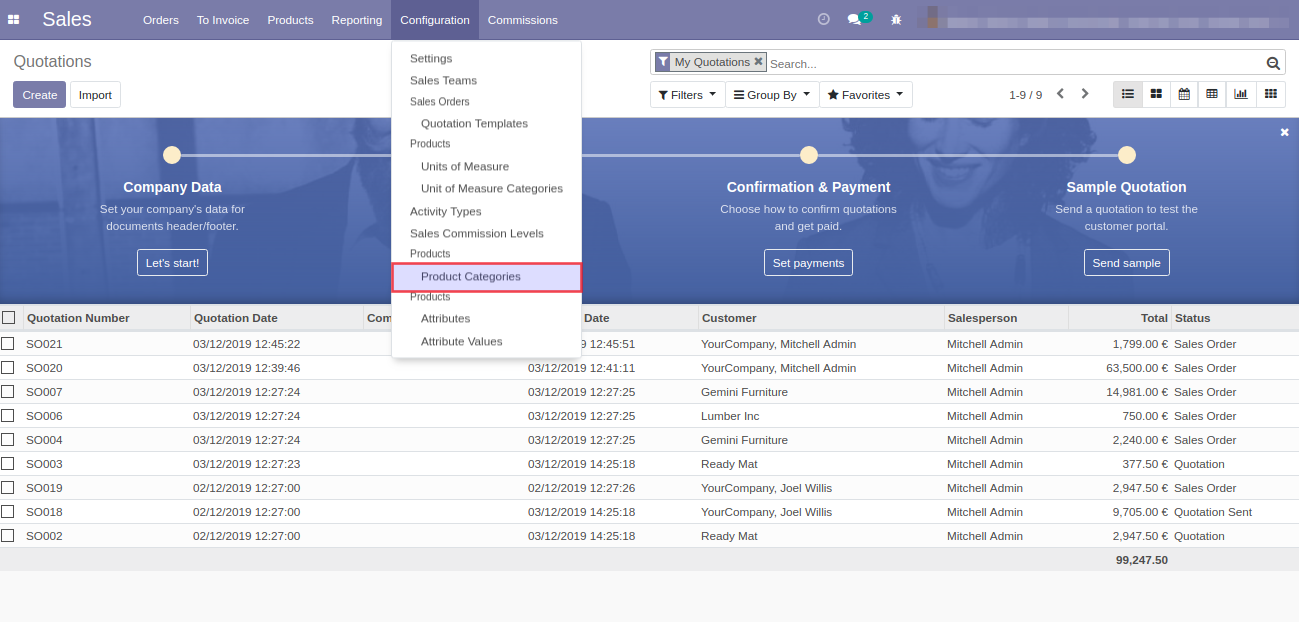 Sales Orders To Invoice Products Reporting Configuration Commissions 2
Quotations
My Quotations Search...
Create Import
Filters Group By Favorites 1-9 / 9
Settings
Sales Teams
Sales Orders
Quotation Templates
Products
Units of Measure
Unit of Measure Categories
Activity Types
Sales Commission Levels
Products
Product Categories
Products
Attributes
Attribute Values
Company Data
Set your company's data for
documents header/footer.
Let's start!
Confirmation & Payment
Choose how to confirm quotations
and get paid.
Set payments
Sample Quotation
Send a quotation to test the
customer portal.
Send sample
Quotation Number Quotation Date Com Date Customer Salesperson Total Status
SO021 03/12/2019 12:45:22 9 12:45:51 YourCompany, Mitchell Admin Mitchell Admin 1,799.00 € Sales Order
SO020 03/12/2019 12:39:46 03/12/2019 12:41:11 YourCompany, Mitchell Admin Mitchell Admin 63,500.00 € Sales Order
SO007 03/12/2019 12:27:24 03/12/2019 12:27:25 Gemini Furniture Mitchell Admin 14,981.00 € Sales Order
SO006 03/12/2019 12:27:24 03/12/2019 12:27:25 Lumber Inc Mitchell Admin 750.00 € Sales Order
SO004 03/12/2019 12:27:24 03/12/2019 12:27:25 Gemini Furniture Mitchell Admin 2,240.00 € Sales Order
SO003 03/12/2019 12:27:23 03/12/2019 14:25:18 Ready Mat Mitchell Admin 377.50 € Quotation
SO019 02/12/2019 12:27:00 02/12/2019 12:27:26 YourCompany, Joel Willis Mitchell Admin 2,947.50 € Sales Order
SO018 02/12/2019 12:27:00 03/12/2019 14:25:18 YourCompany, Joel Willis Mitchell Admin 9,705.00 € Quotation Sent
SO002 02/12/2019 12:27:00 03/12/2019 14:25:18 Ready Mat Mitchell Admin 2,947.50 € Quotation
99,247.50